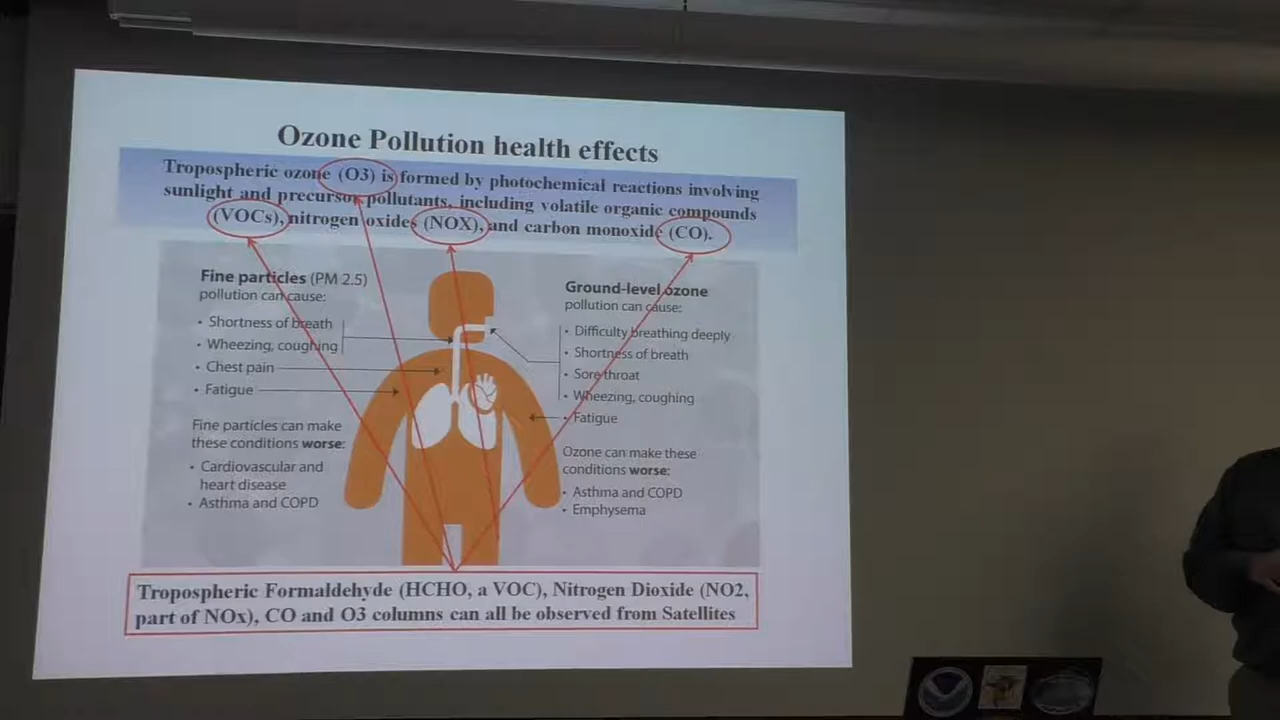 Ozone Pollution health effects
Tropospheric ozone (O3) is formed by photochemical reactions involving
sunlight and precursor pollutants, including volatile organic compounds
(VOCs), nitrogen oxides (NOX), and carbon monoxide (CO).
Fine particles (PM 2.5)
pollution can cause:
• Shortness of breath
• Wheezing, coughing
• Chest pain
• Fatigue
Fine particles can make
these conditions worse:
• Cardiovascular and
heart disease
• Asthma and COPD
Ground-level ozone
pollution can cause:
• Difficulty breathing deeply
• Shortness of breath
• Sore throat
• Wheezing, coughing
• Fatigue
Ozone can make these
conditions worse:
• Asthma and COPD
• Emphysema
Tropospheric Formaldehyde (HCHO, a VOC), Nitrogen Dioxide (NO2,
part of NOx), CO and O3 columns can all be observed from Satellites